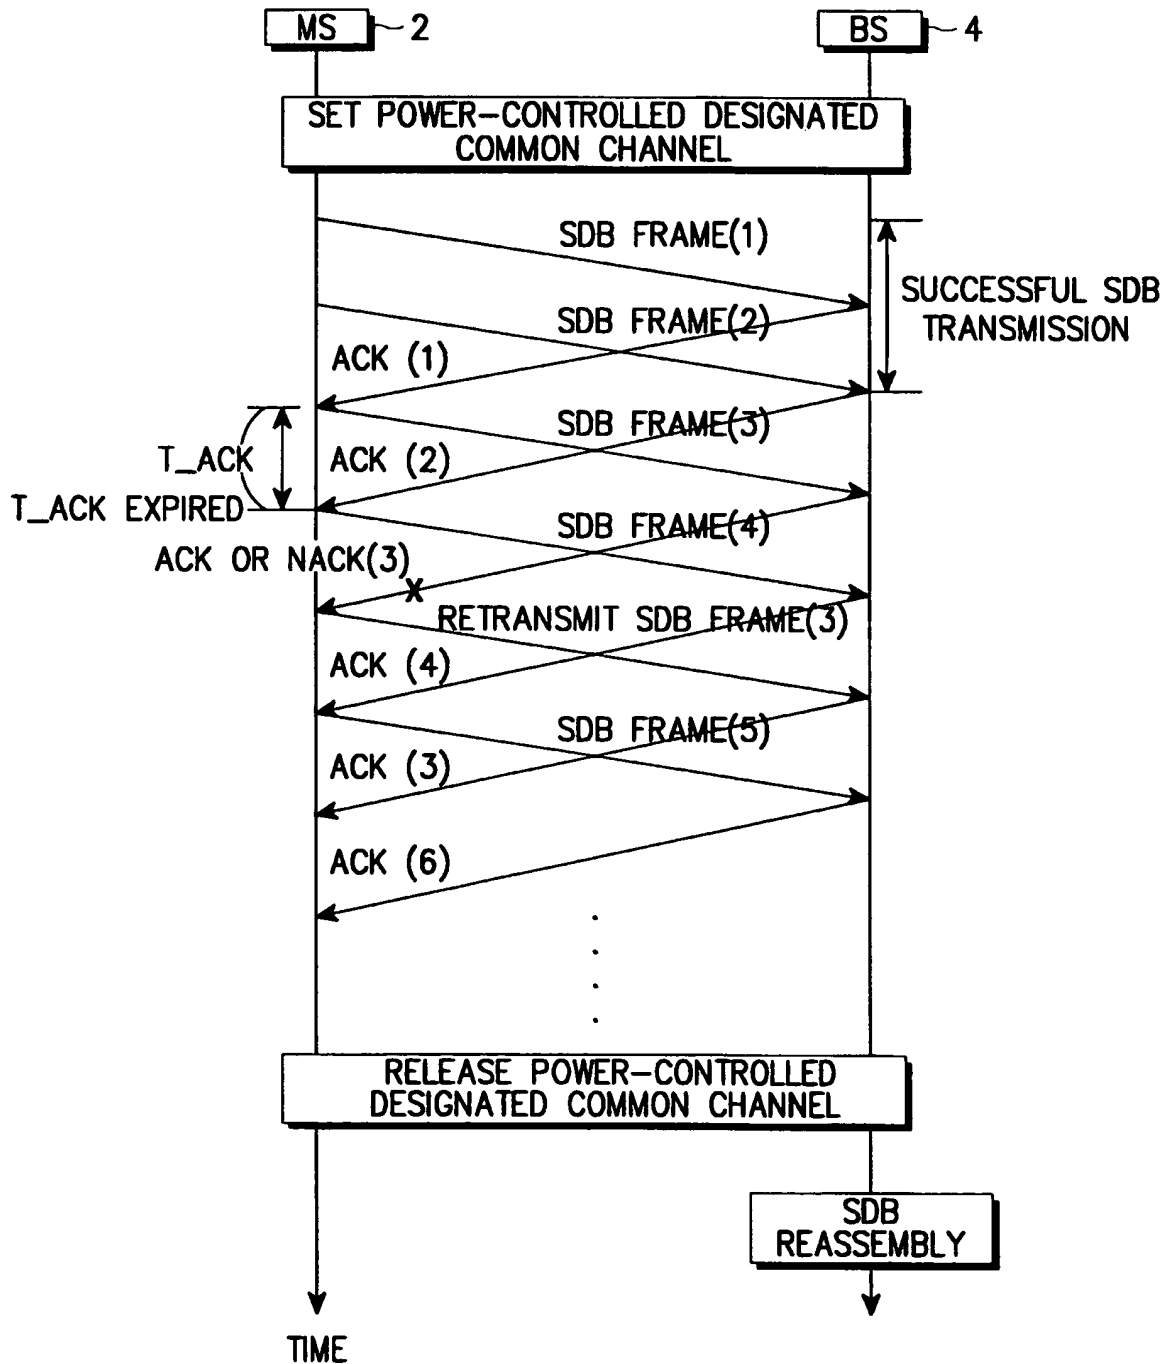 MS 2
BS 4
SET POWER-CONTROLLED DESIGNATED
COMMON CHANNEL
SDB FRAME(1)
SUCCESSFUL SDB
TRANSMISSION
SDB FRAME(2)
ACK (1)
SDB FRAME(3)
T_ACK
ACK (2)
T_ACK EXPIRED
SDB FRAME(4)
ACK OR NACK(3)
X
RETRANSMIT SDB FRAME(3)
ACK (4)
SDB FRAME(5)
ACK (3)
ACK (6)
RELEASE POWER-CONTROLLED
DESIGNATED COMMON CHANNEL
SDB
REASSEMBLY
TIME